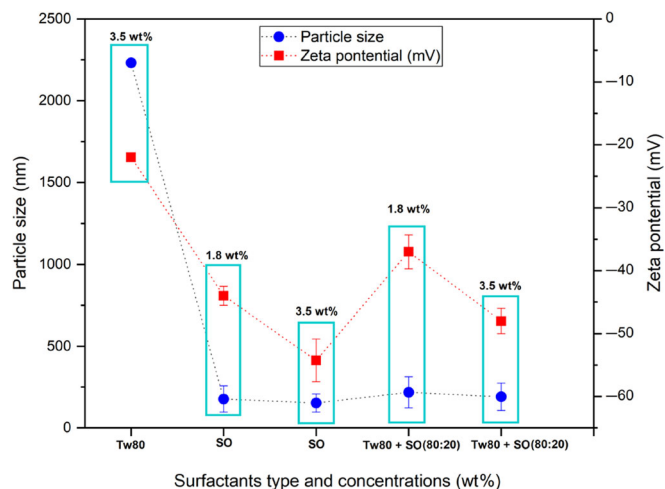 2500
2000
1500
1000
500
250
0
Particle size (nm)
3.5 wt%
1.8 wt%
3.5 wt%
1.8 wt%
3.5 wt%
Particle size
Zeta pontential (mV)
0
−10
−20
−30
−40
−50
−60
Zeta potential (mV)
Tw80
SO
SO
Tw80 + SO(80:20)
Tw80 + SO(80:20)
Surfactants type and concentrations (wt%)